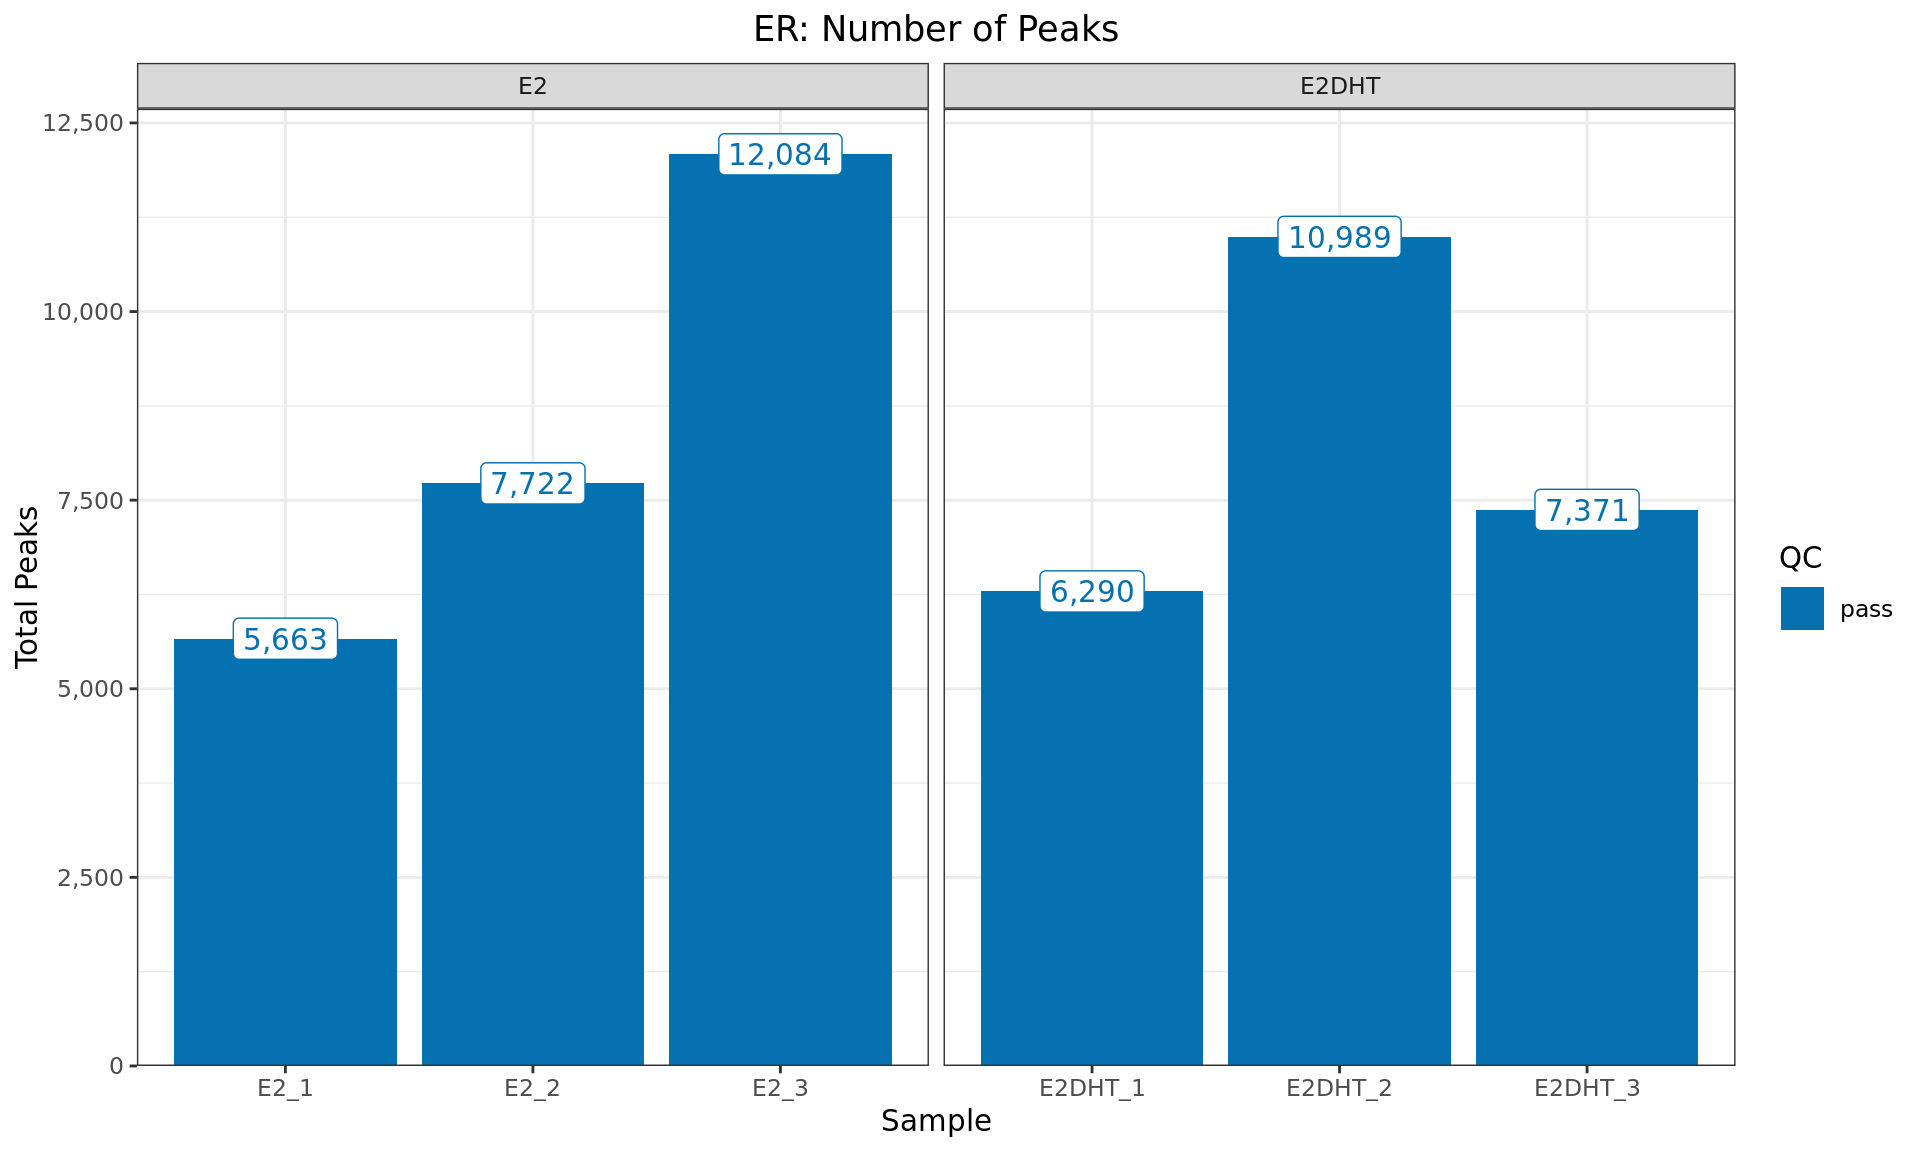 ER: Number of Peaks
E2
E2DHT
12,500
10,000
7,500
5,000
2,500
0
Total Peaks
5,663
7,722
12,084
6,290
10,989
7,371
E2_1
E2_2
E2_3
E2DHT_1
E2DHT_2
E2DHT_3
Sample
QC
pass